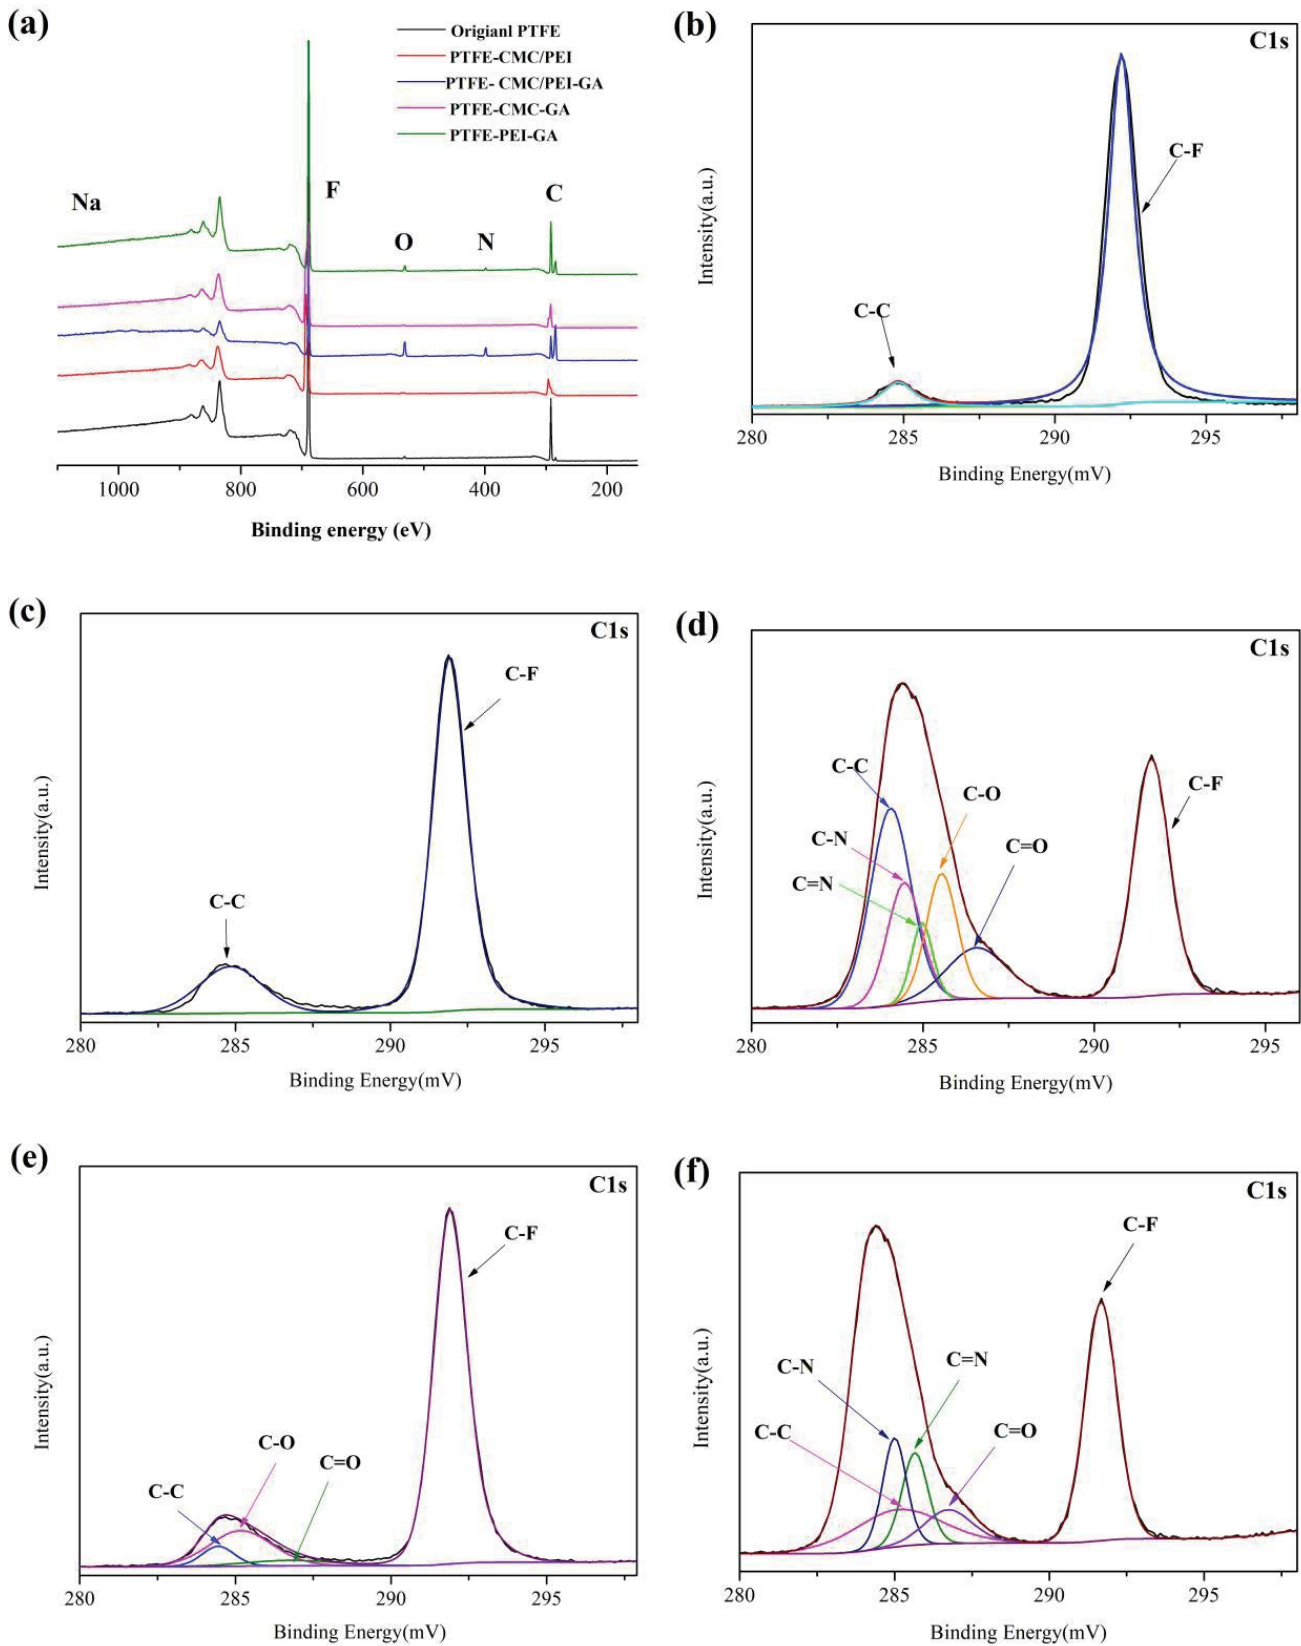 (a)
Origianl PTFE
PTFE-CMC/PEI
PTFE- CMC/PEI-GA
PTFE-CMC-GA
PTFE-PEI-GA
Na
F
O
N
C
1000
800
600
400
200
Binding energy (eV)
(b)
C1s
C-F
C-C
Intensity(a.u.)
280
285
290
295
Binding Energy(mV)
(c)
C1s
C-F
C-C
Intensity(a.u.)
280
285
290
295
Binding Energy(mV)
(d)
C1s
C-C
C-O
C-F
C-N
C=O
C=N
Intensity(a.u.)
280
285
290
295
Binding Energy(mV)
(e)
C1s
C-F
C-O
C=O
C-C
Intensity(a.u.)
280
285
290
295
Binding Energy(mV)
(f)
C1s
C-F
C-N
C=N
C-C
C=O
Intensity(a.u.)
280
285
290
295
Binding Energy(mV)